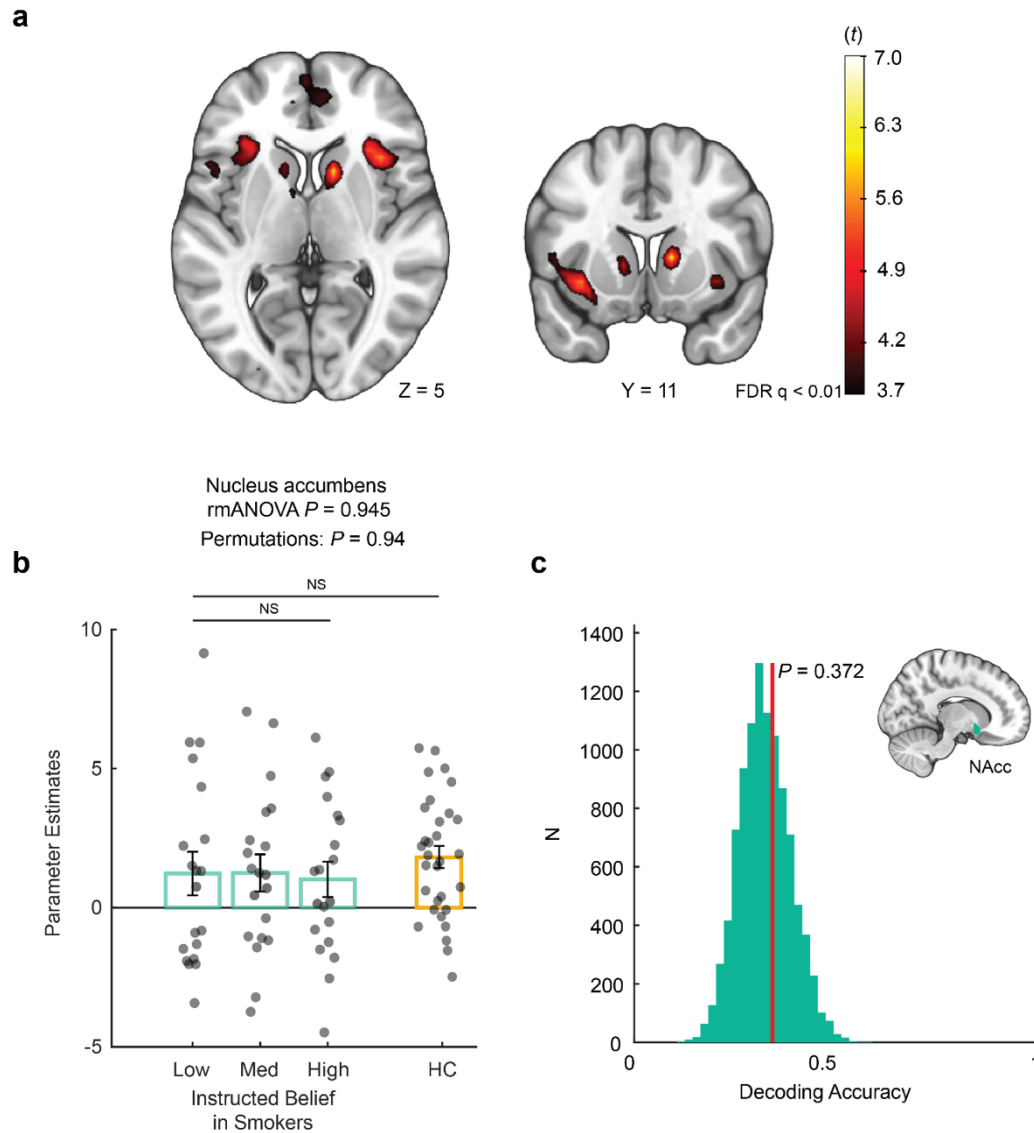 a
(t)
7.0
6.3
5.6
4.9
4.2
3.7
Z = 5
Y = 11
FDR q < 0.01
Nucleus accumbens
rmANOVA P = 0.945
Permutations: P = 0.94
b
NS
NS
10
5
0
-5
Parameter Estimates
Low
Med
High
HC
Instructed Belief
in Smokers
c
1400
1200
1000
800
600
400
200
0
N
P = 0.372
NAcc
0
0.5
1
Decoding Accuracy